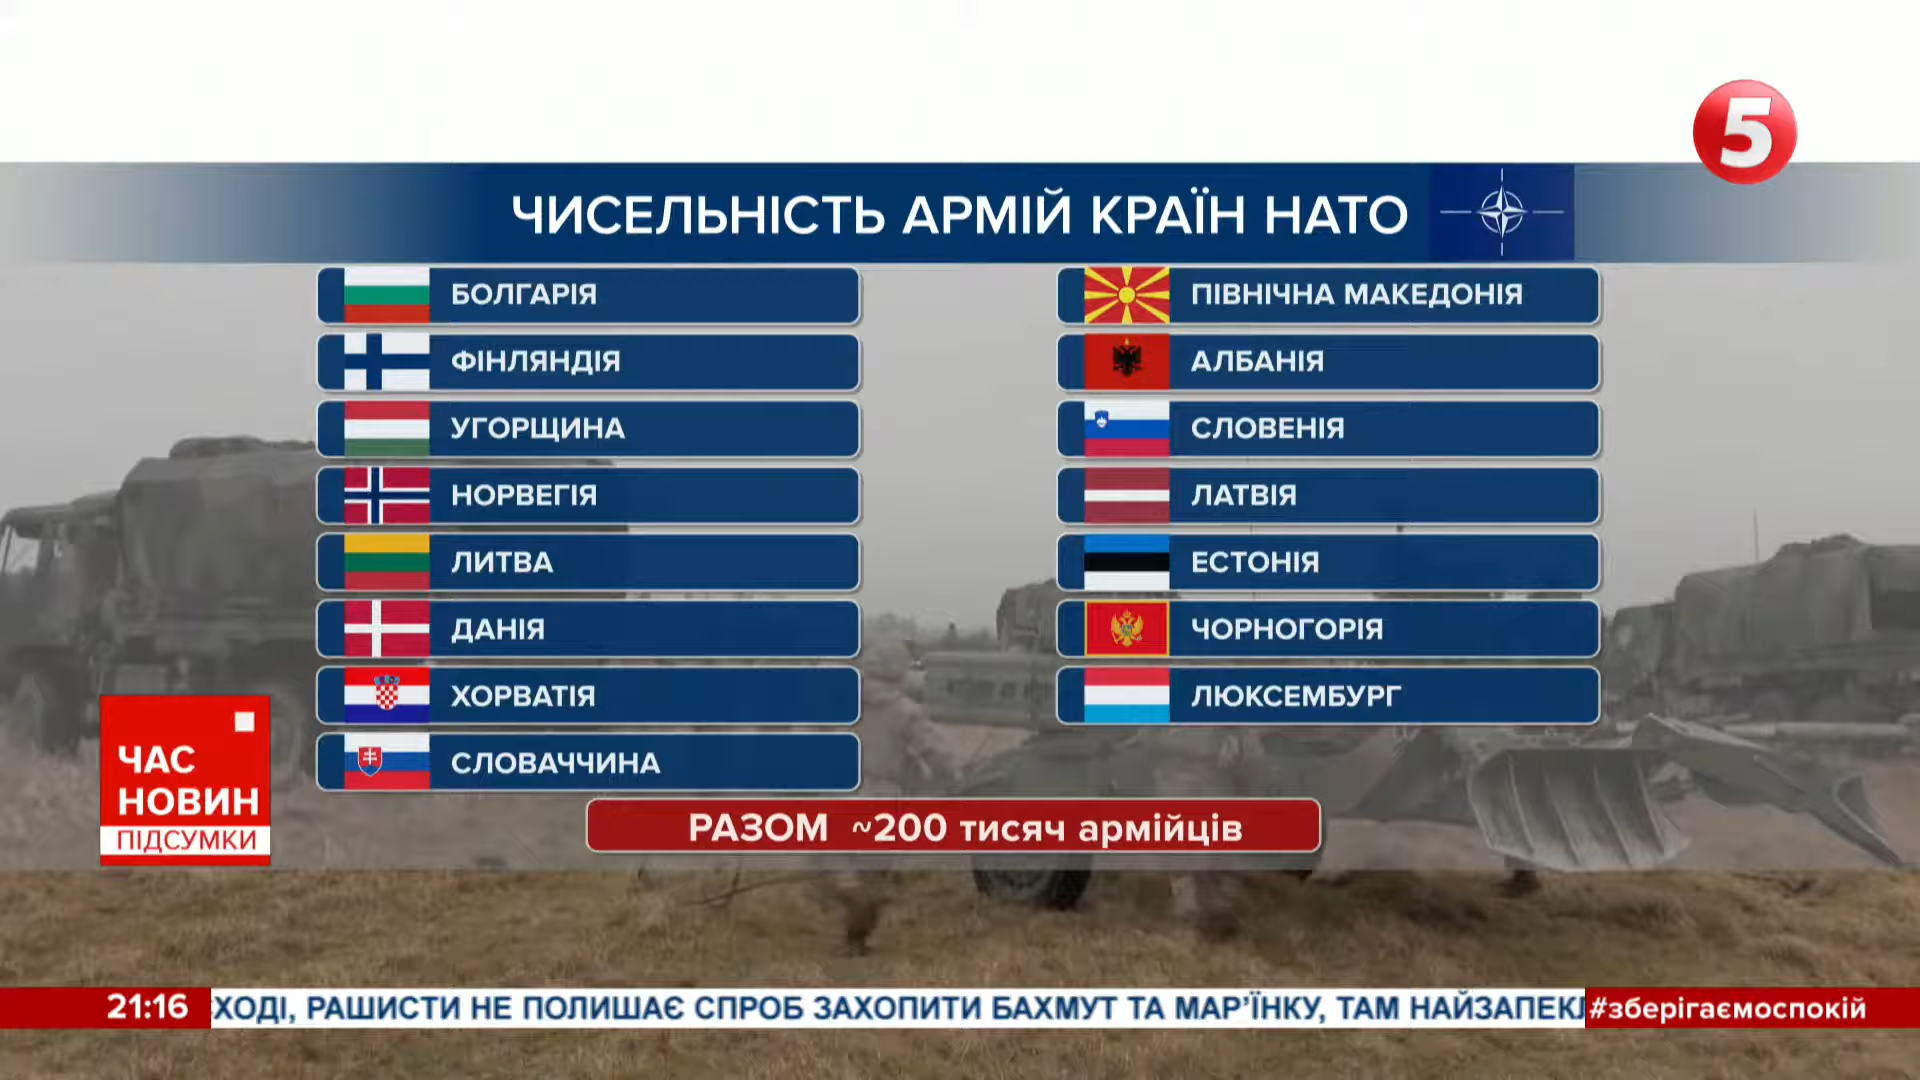 5
ЧИСЕЛЬНІСТЬ АРМІЙ КРАЇН НАТО
БОЛГАРІЯ
ФІНЛЯНДІЯ
УГОРЩИНА
НОРВЕГІЯ
ЛИТВА
ДАНІЯ
ХОРВАТІЯ
СЛОВАЧЧИНА
ПІВНІЧНА МАКЕДОНІЯ
АЛБАНІЯ
СЛОВЕНІЯ
ЛАТВІЯ
ЕСТОНІЯ
ЧОРНОГОРІЯ
ЛЮКСЕМБУРГ
РАЗОМ ~200 тисяч армійців
ЧАС
НОВИН
ПІДСУМКИ
21:16 ХОДІ, РАШИСТИ НЕ ПОЛИШАЄ СПРОБ ЗАХОПИТИ БАХМУТ ТА МАР’ЇНКУ, ТАМ НАЙЗАПЕКЛ #зберігаємоспокій